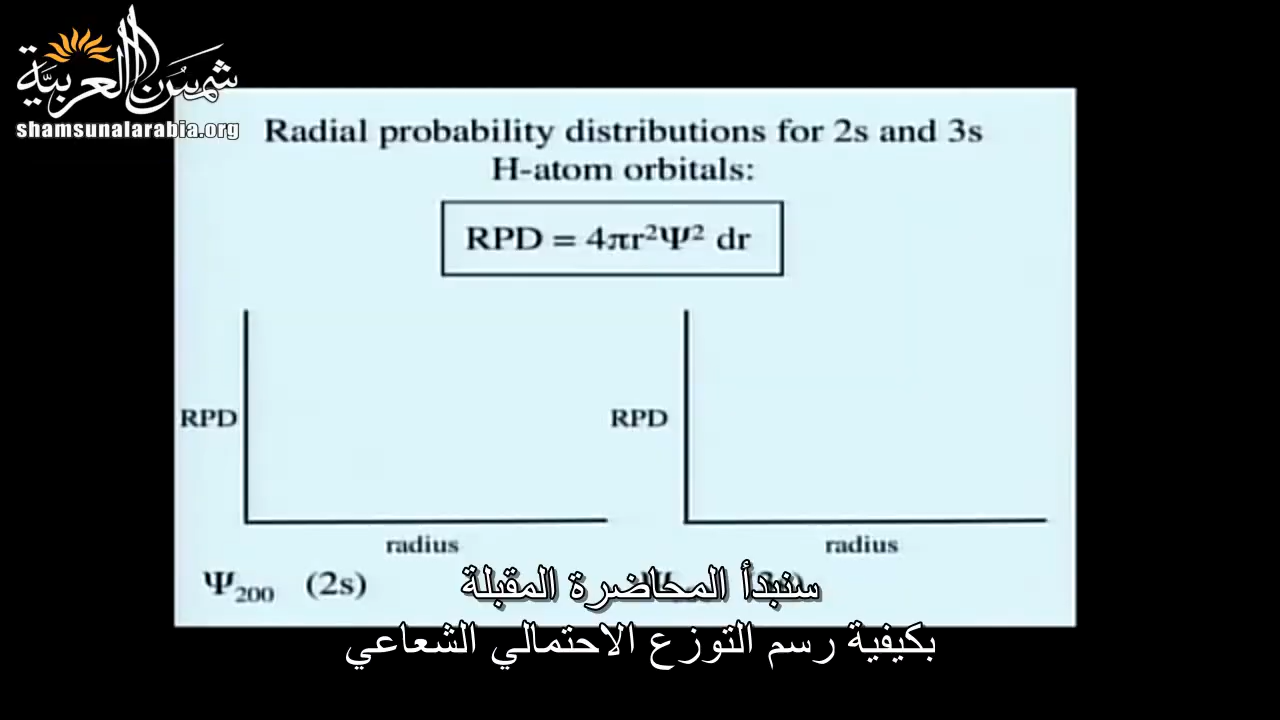 شمس العربية
shamsunalarabia.org
Radial probability distributions for 2s and 3s
H-atom orbitals:
RPD = 4πr²Ψ² dr
RPD
radius
Ψ₂₀₀ (2s)
RPD
radius
سنبدأ المحاضرة المقبلة
بكيفية رسم التوزع الاحتمالي الشعاعي